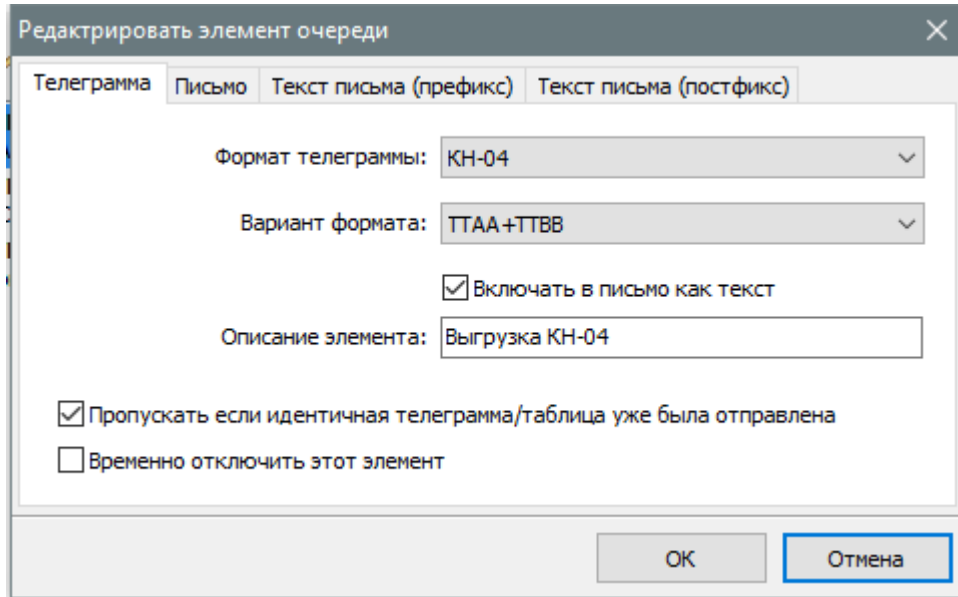 Редактрировать элемент очереди
Телеграмма Письмо Текст письма (префикс) Текст письма (постфикс)
Формат телеграммы: КН-04
Вариант формата: TTAA+TTBB
Включать в письмо как текст
Описание элемента: Выгрузка КН-04
Пропускать если идентичная телеграмма/таблица уже была отправлена
Временно отключить этот элемент
OK Отмена